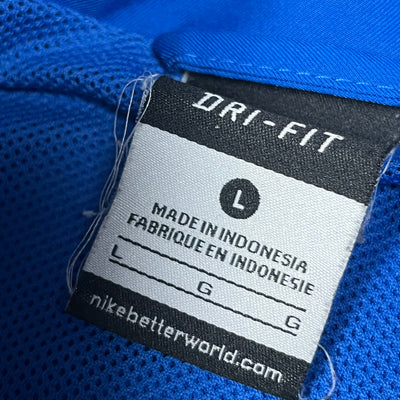 DRI-FIT
L
MADE IN INDONESIA
FABRIQUE EN INDONESIE
L G G
nikebetterworld.com